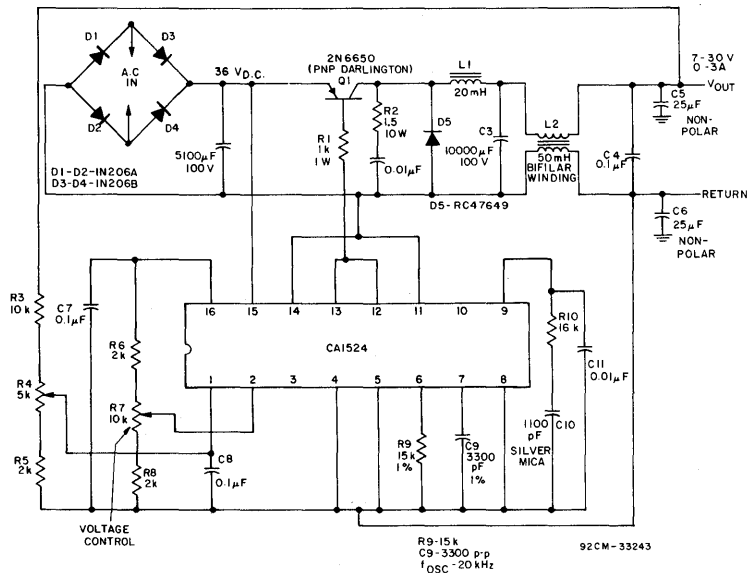 D1
D3
A.C
IN
D2
D4
D1-D2-IN206A
D3-D4-IN206B
36 V D.C.
5100μF
100V
2N6650
(PNP DARLINGTON)
Q1
R1
1k
1W
R2
1.5
10W
0.01μF
D5
D5-RC47649
L1
20mH
C3
10000μF
100V
L2
50mH
BIFILAR
WINDING
7-30V
0-3A
VOUT
C5
25μF
NON-
POLAR
C4
0.1μF
RETURN
C6
25μF
NON-
POLAR
R3
10k
R4
5k
R5
2k
C7
0.1μF
R6
2k
R7
10k
R8
2k
VOLTAGE
CONTROL
16 15 14 13 12 11 10 9
CA1524
1 2 3 4 5 6 7 8
C8
0.1μF
R9
15k
1%
C9
3300
pF
1%
R10
16k
1100
pF
C10
SILVER
MICA
C11
0.01μF
R9-15k
C9-3300 p-p
fOSC-20kHz
92CM-33243